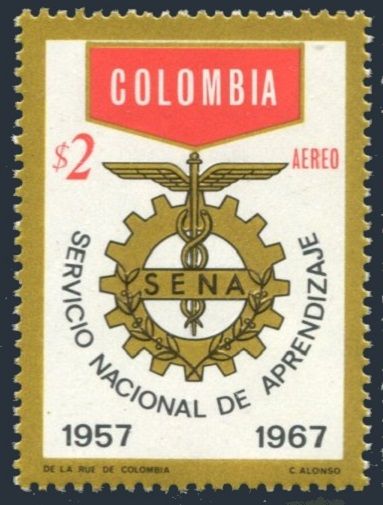 COLOMBIA
$2
AEREO
SENA
SERVICIO NACIONAL DE APRENDIZAJE
1957 1967
DE LA RUE DE COLOMBIA C. ALONSO